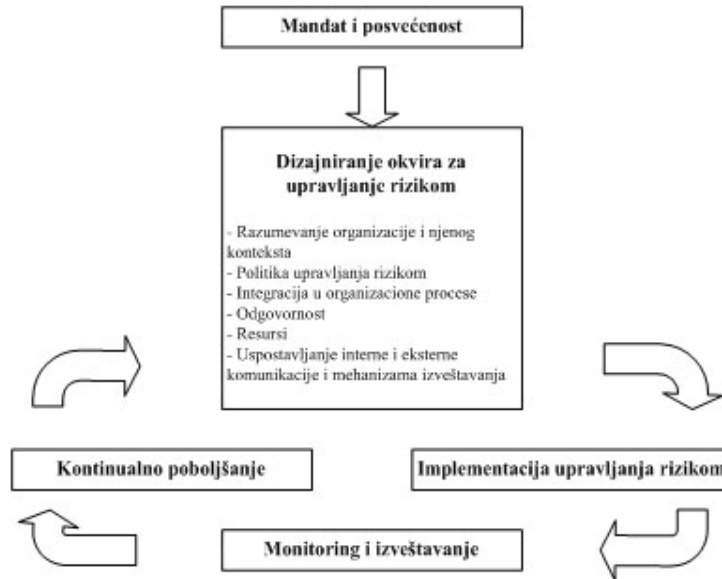 Mandat i posvećenost
Dizajniranje okvira za
upravljanje rizikom
- Razumevanje organizacije i njenog
konteksta
- Politika upravljanja rizikom
- Integracija u organizacione procese
- Odgovornost
- Resursi
- Uspostavljanje interne i eksterne
komunikacije i mehanizama izveštavanja
Kontinualno poboljšanje
Implementacija upravljanja rizikom
Monitoring i izveštavanje